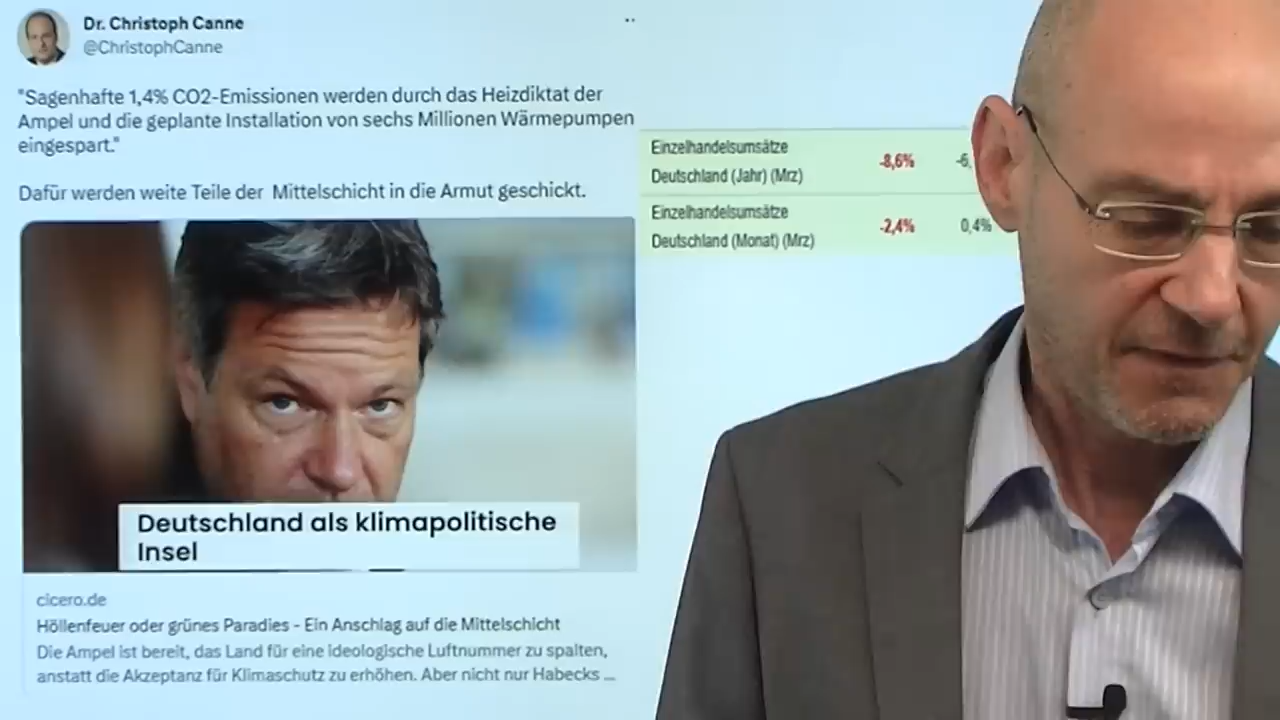 Dr. Christoph Canne
@ChristophCanne
"Sagenhafte 1,4% CO2-Emissionen werden durch das Heizdiktat der
Ampel und die geplante Installation von sechs Millionen Wärmepumpen
eingespart."
Dafür werden weite Teile der Mittelschicht in die Armut geschickt.
Deutschland als klimapolitische
Insel
cicero.de
Höllenfeuer oder grünes Paradies - Ein Anschlag auf die Mittelschicht
Die Ampel ist bereit, das Land für eine ideologische Luftnummer zu spalten,
anstatt die Akzeptanz für Klimaschutz zu erhöhen. Aber nicht nur Habecks ...
Einzelhandelsumsätze
Deutschland (Jahr) (Mrz) -8,6% -6,
Einzelhandelsumsätze
Deutschland (Monat) (Mrz) -2,4% 0,4%